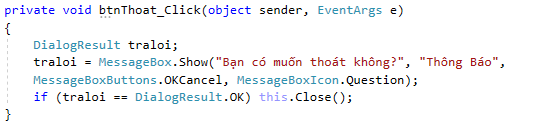 private void btnThoat_Click(object sender, EventArgs e)
{
DialogResult traloi;
traloi = MessageBox.Show("Bạn có muốn thoát không?", "Thông Báo",
MessageBoxButtons.OKCancel, MessageBoxIcon.Question);
if (traloi == DialogResult.OK) this.Close();
}